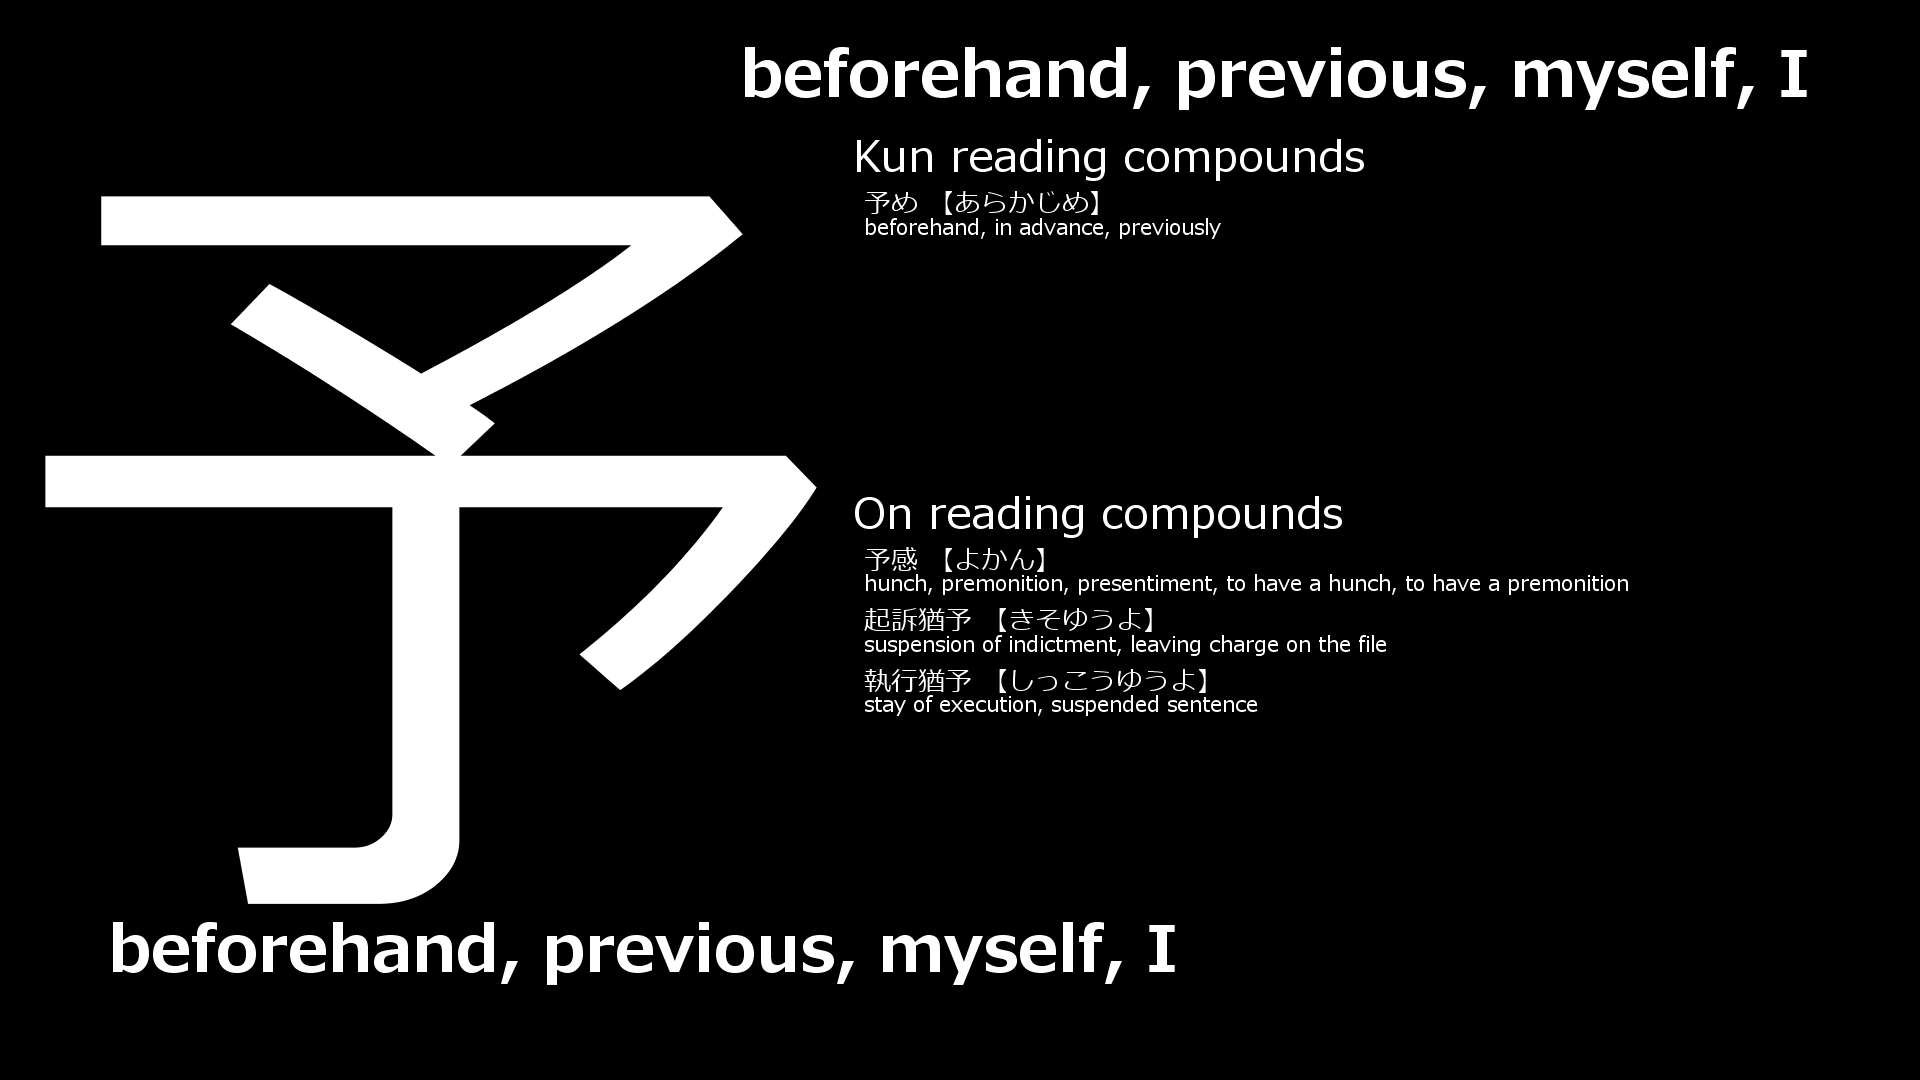 beforehand, previous, myself, I
予
Kun reading compounds
予め 【あらかじめ】
beforehand, in advance, previously
On reading compounds
予感 【よかん】
hunch, premonition, presentiment, to have a hunch, to have a premonition
起訴猶予 【きそゆうよ】
suspension of indictment, leaving charge on the file
執行猶予 【しっこうゆうよ】
stay of execution, suspended sentence
beforehand, previous, myself, I